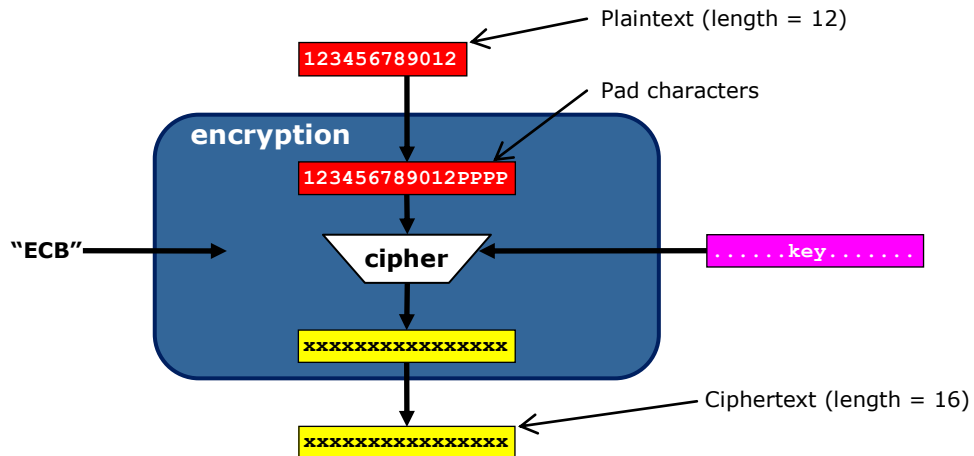 Plaintext (length = 12)
123456789012
Pad characters
encryption
123456789012PPPP
“ECB”
cipher
......key.......
xxxxxxxxxxxxxxxx
Ciphertext (length = 16)
xxxxxxxxxxxxxxxx